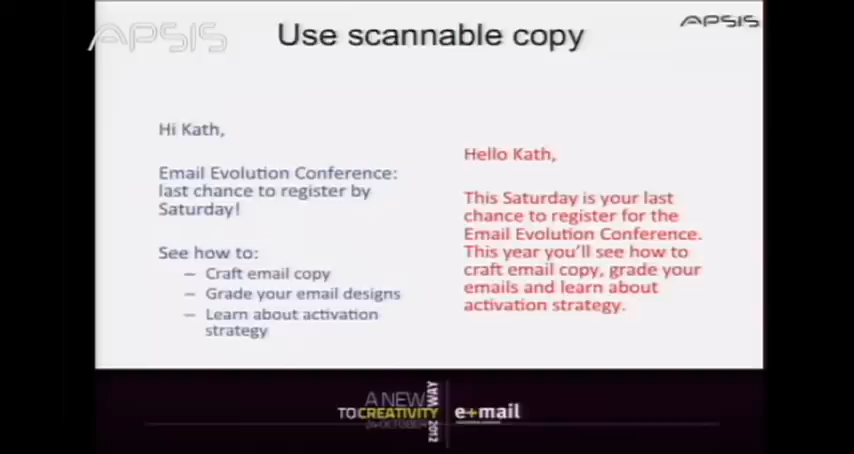 APSIS
APSIS
Use scannable copy
Hi Kath,
Email Evolution Conference:
last chance to register by
Saturday!
See how to:
– Craft email copy
– Grade your email designs
– Learn about activation
strategy
Hello Kath,
This Saturday is your last
chance to register for the
Email Evolution Conference.
This year you'll see how to
craft email copy, grade your
emails and learn about
activation strategy.
A NEW
WAY
TOCREATIVITY
24 OCTOBER
2012
e+mail